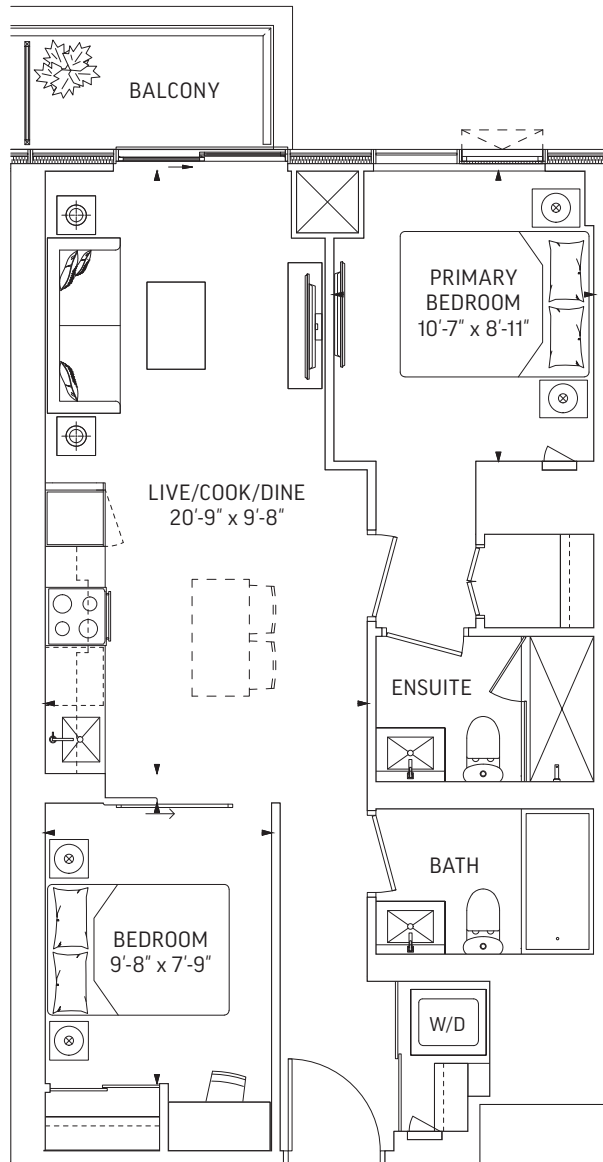 BALCONY
PRIMARY
BEDROOM
10'-7" x 8'-11"
LIVE/COOK/DINE
20'-9" x 9'-8"
ENSUITE
BATH
BEDROOM
9'-8" x 7'-9"
W/D